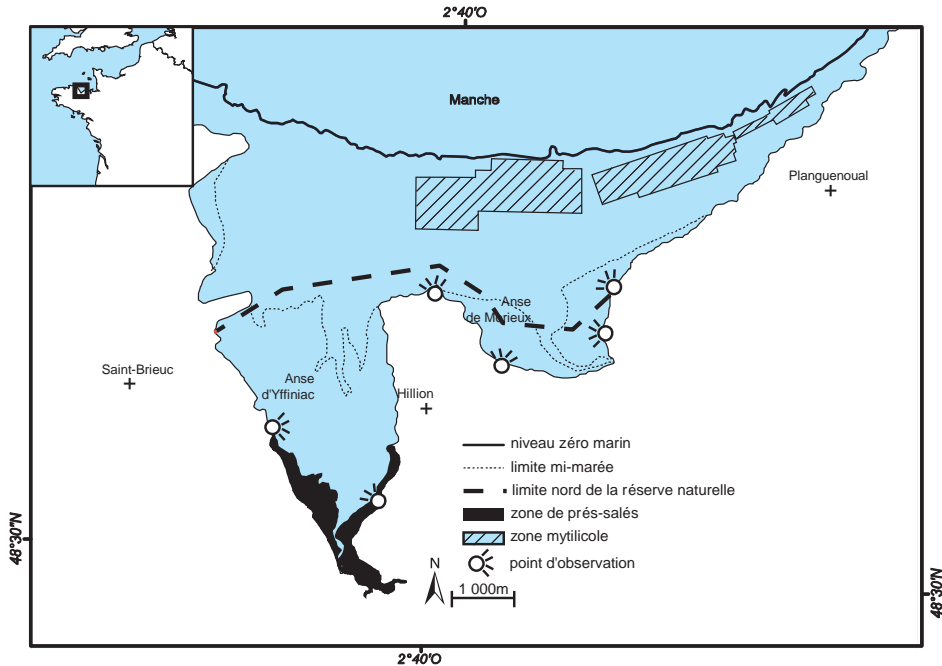 2°40'O
Manche
Planguenoual
Anse
de Morieux
Saint-Brieuc
Anse
d'Yffiniac
Hillion
niveau zéro marin
limite mi-marée
limite nord de la réserve naturelle
zone de prés-salés
zone mytilicole
point d'observation
N
1 000m
48°30'N
48°30'N
2°40'O